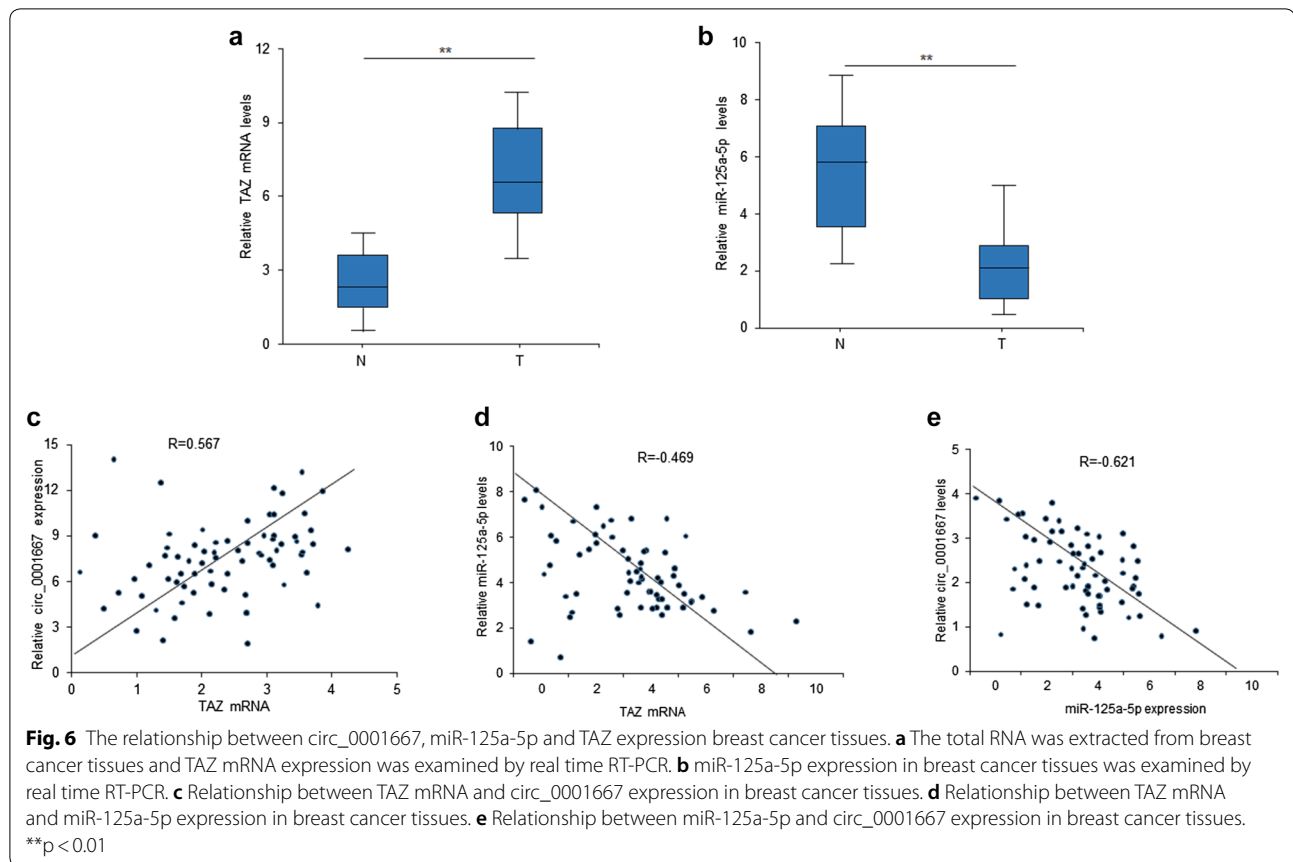 a
b
**
**
12
9
6
3
0
Relative TAZ mRNA levels
N
T
10
8
6
4
2
0
Relative miR-125a-5p levels
N
T
c
d
e
R=0.567
R=-0.469
R=-0.621
15
12
9
6
3
0
Relative circ_0001667 expression
0 1 2 3 4 5
TAZ mRNA
10
8
6
4
2
0
Relative miR-125a-5p levels
0 2 4 6 8 10
TAZ mRNA
5
4
3
2
1
0
Relative circ_0001667 levels
0 2 4 6 8 10
miR-125a-5p expression
Fig. 6 The relationship between circ_0001667, miR-125a-5p and TAZ expression breast cancer tissues. a The total RNA was extracted from breast
cancer tissues and TAZ mRNA expression was examined by real time RT-PCR. b miR-125a-5p expression in breast cancer tissues was examined by
real time RT-PCR. c Relationship between TAZ mRNA and circ_0001667 expression in breast cancer tissues. d Relationship between TAZ mRNA
and miR-125a-5p expression in breast cancer tissues. e Relationship between miR-125a-5p and circ_0001667 expression in breast cancer tissues.
**p < 0.01